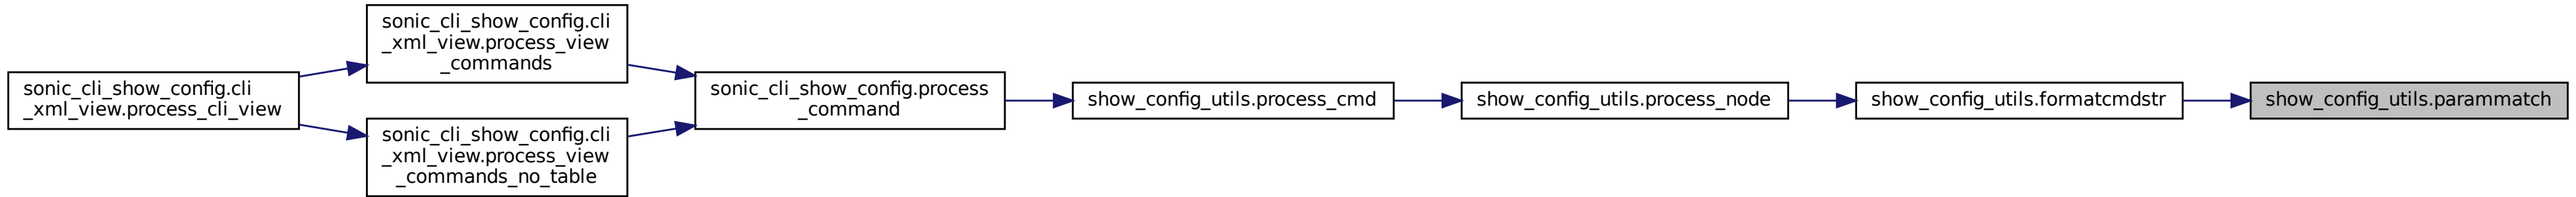 sonic_cli_show_config.cli
_xml_view.process_cli_view
sonic_cli_show_config.cli
_xml_view.process_view
_commands
sonic_cli_show_config.cli
_xml_view.process_view
_commands_no_table
sonic_cli_show_config.process
_command
show_config_utils.process_cmd
show_config_utils.process_node
show_config_utils.formatcmdstr
show_config_utils.parammatch